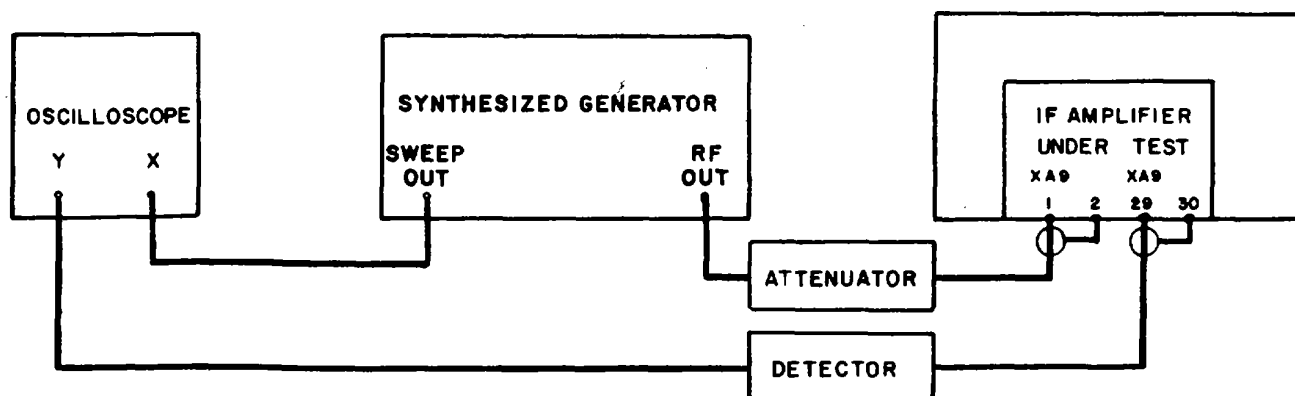 OSCILLOSCOPE
Y X
SYNTHESIZED GENERATOR
SWEEP OUT
RF OUT
IF AMPLIFIER
UNDER TEST
XA9 XA9
1 2 29 30
ATTENUATOR
DETECTOR